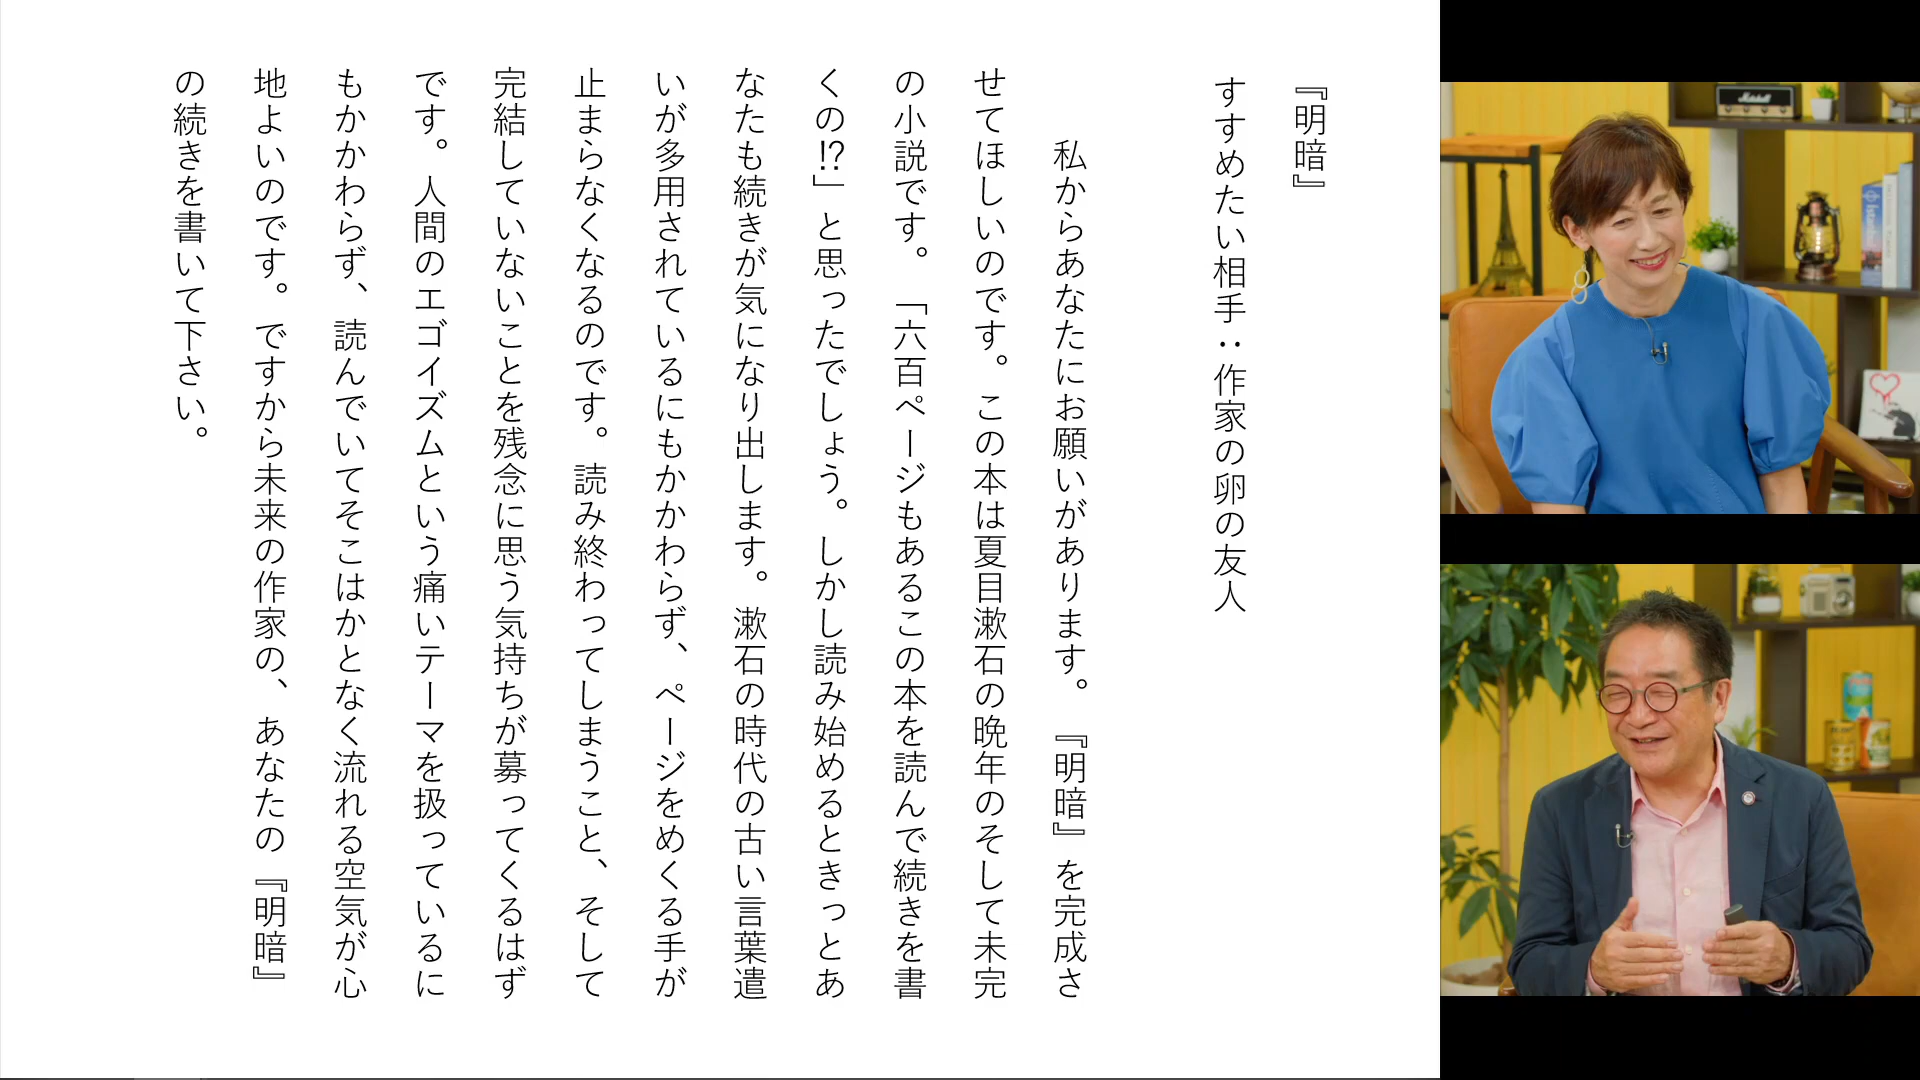 『明暗』
すすめたい相手：作家の卵の友人
私からあなたにお願いがあります。『明暗』を完成さ
せてほしいのです。この本は夏目漱石の晩年のそして未完
の小説です。「六百ページもあるこの本を読んで続きを書
くの⁉」と思ったでしょう。しかし読み始めるときっとあ
なたも続きが気になり出します。漱石の時代の古い言葉遣
いが多用されているにもかかわらず、ページをめくる手が
止まらなくなるのです。読み終わってしまうこと、そして
完結していないことを残念に思う気持ちが募ってくるはず
です。人間のエゴイズムという痛いテーマを扱っているに
もかかわらず、読んでいてそこはかとなく流れる空気が心
地よいのです。ですから未来の作家の、あなたの『明暗』
の続きを書いて下さい。
Marshall
Istanbul